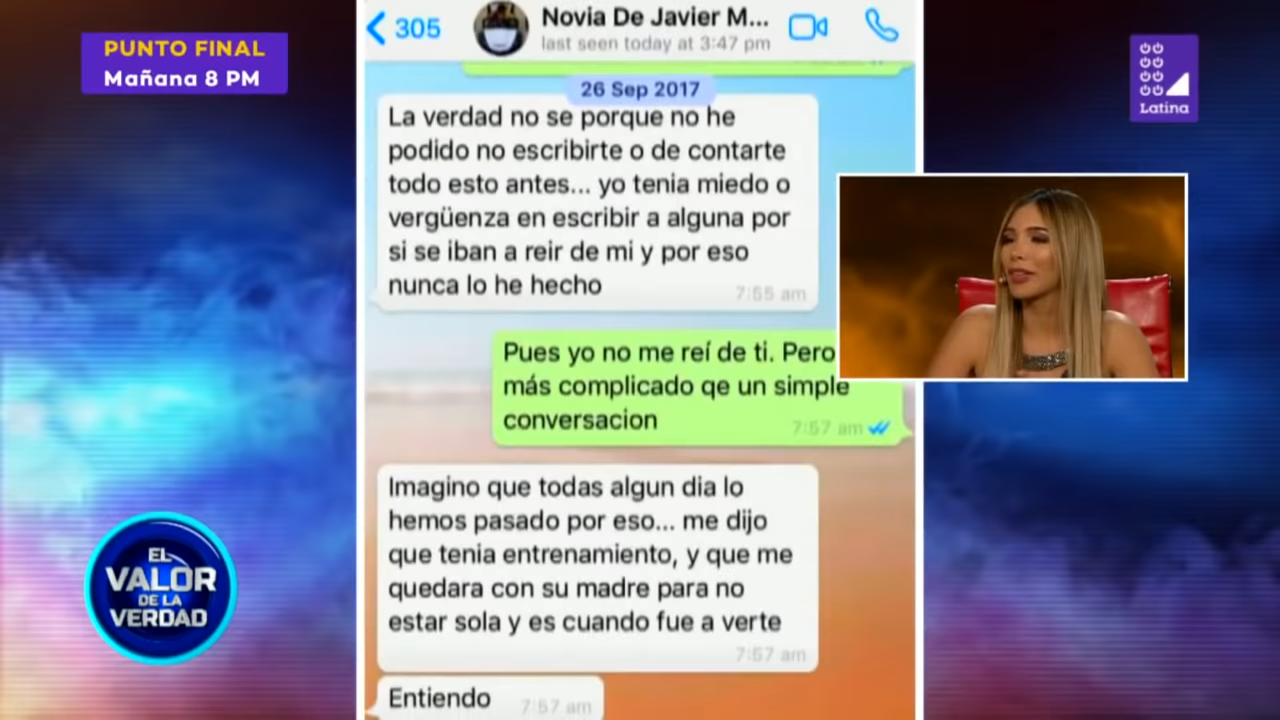 PUNTO FINAL
Mañana 8 PM
305
Novia De Javier M...
last seen today at 3:47 pm
26 Sep 2017
La verdad no se porque no he
podido no escribirte o de contarte
todo esto antes... yo tenia miedo o
vergüenza en escribir a alguna por
si se iban a reir de mi y por eso
nunca lo he hecho
7:55 am
Pues yo no me reí de ti. Pero
más complicado qe un simple
conversacion
7:57 am
Imagino que todas algun dia lo
hemos pasado por eso... me dijo
que tenia entrenamiento, y que me
quedara con su madre para no
estar sola y es cuando fue a verte
7:57 am
Entiendo
7:57 am
Latina
EL
VALOR
DE LA
VERDAD